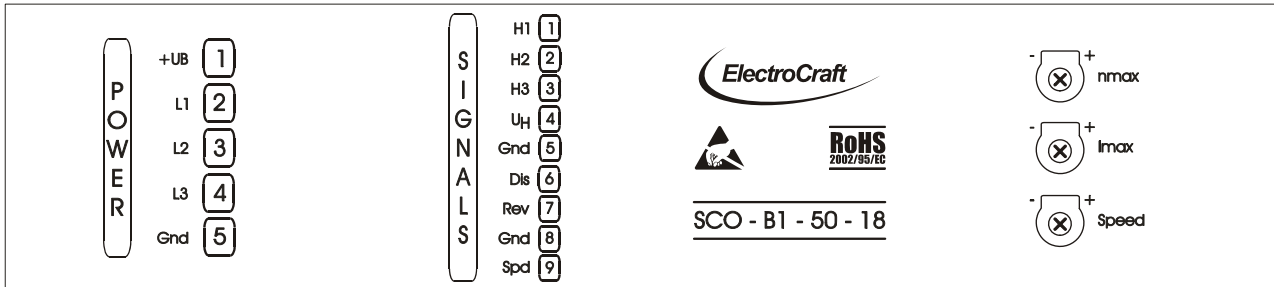 POWER
+UB 1
L1 2
L2 3
L3 4
Gnd 5
SIGNALS
H1 1
H2 2
H3 3
UH 4
Gnd 5
Dis 6
Rev 7
Gnd 8
Spd 9
ElectroCraft
RoHS
2002/95/EC
SCO - B1 - 50 - 18
- + nmax
- + Imax
- + Speed